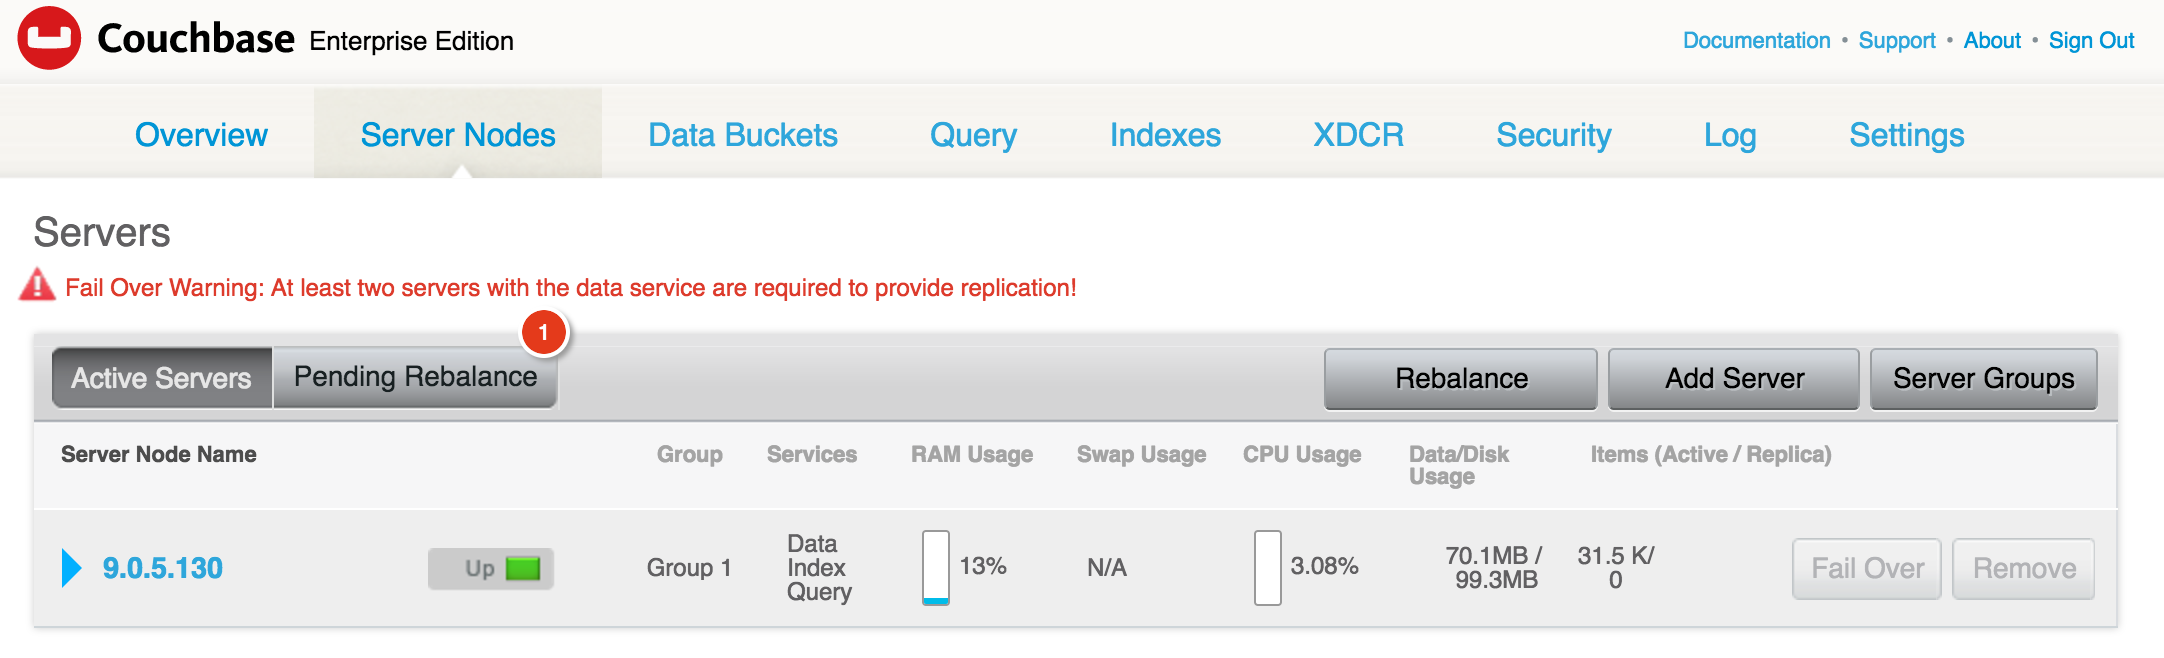 Couchbase Enterprise Edition
Documentation • Support • About • Sign Out
Overview Server Nodes Data Buckets Query Indexes XDCR Security Log Settings
Servers
Fail Over Warning: At least two servers with the data service are required to provide replication!
1
Active Servers Pending Rebalance Rebalance Add Server Server Groups
Server Node Name Group Services RAM Usage Swap Usage CPU Usage Data/Disk Usage Items (Active / Replica)
9.0.5.130 Up Group 1 Data Index Query 13% N/A 3.08% 70.1MB / 99.3MB 31.5 K/ 0 Fail Over Remove